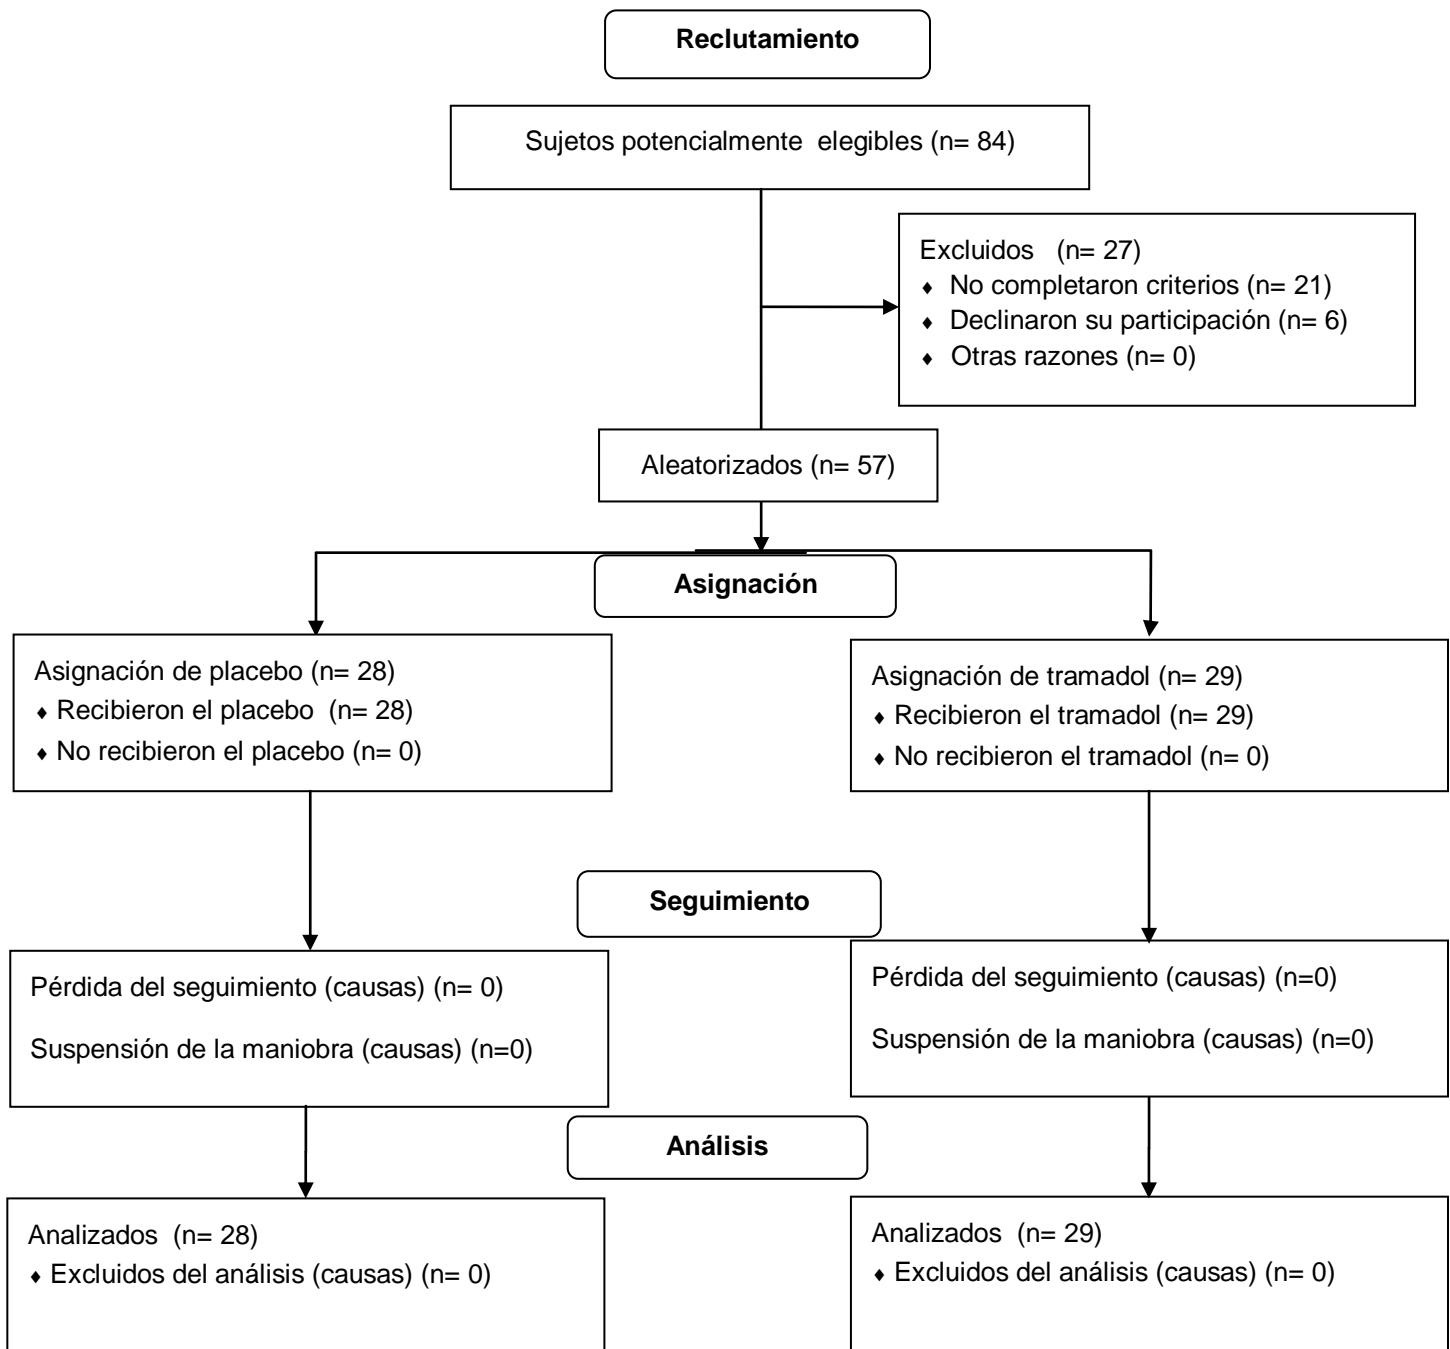 Reclutamiento
Sujetos potencialmente  elegibles (n= 84)
Excluidos   (n= 27)
♦ No completaron criterios (n= 21)
♦ Declinaron su participación (n= 6)
♦ Otras razones (n= 0)
Aleatorizados (n= 57)
Asignación
Asignación de placebo (n= 28)
♦ Recibieron el placebo  (n= 28)
♦ No recibieron el placebo (n= 0)
Asignación de tramadol (n= 29)
♦ Recibieron el tramadol (n= 29)
♦ No recibieron el tramadol (n= 0)
Seguimiento
Pérdida del seguimiento (causas) (n= 0)
Suspensión de la maniobra (causas) (n=0)
Pérdida del seguimiento (causas) (n=0)
Suspensión de la maniobra (causas) (n=0)
Análisis
Analizados  (n= 28)
♦ Excluidos del análisis (causas) (n= 0)
Analizados  (n= 29)
♦ Excluidos del análisis (causas) (n= 0)